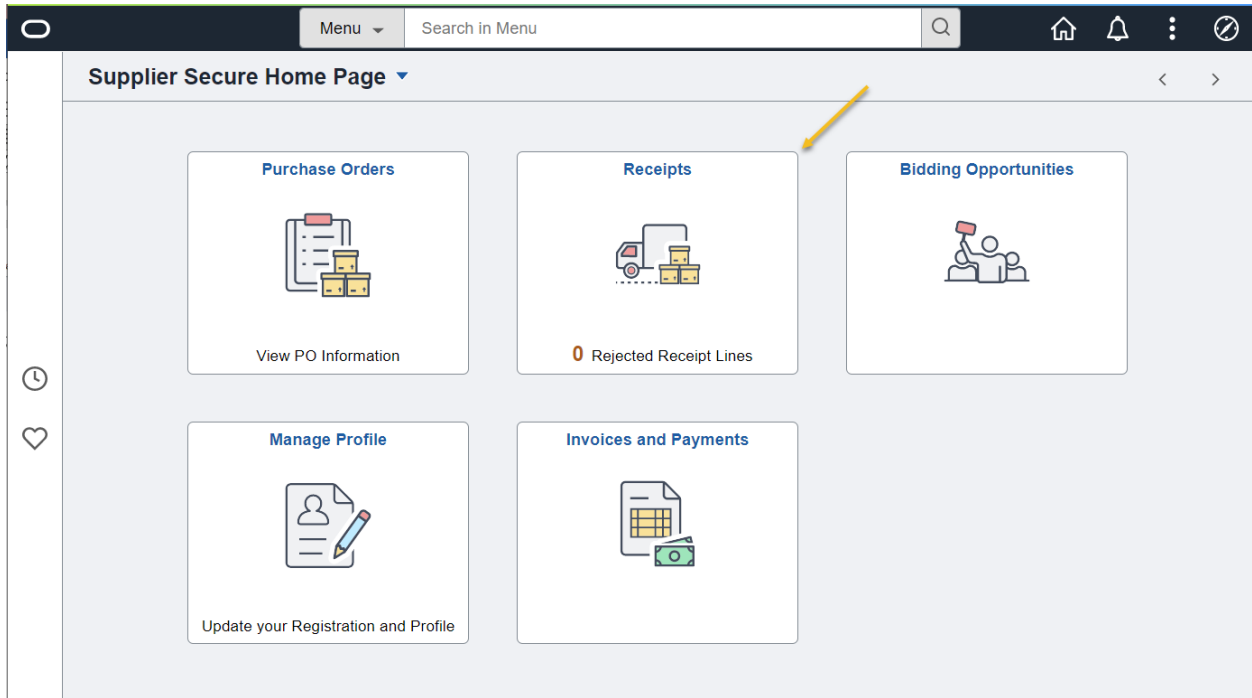 Menu
Search in Menu
Supplier Secure Home Page
Purchase Orders
Receipts
Bidding Opportunities
View PO Information
0 Rejected Receipt Lines
Manage Profile
Invoices and Payments
Update your Registration and Profile